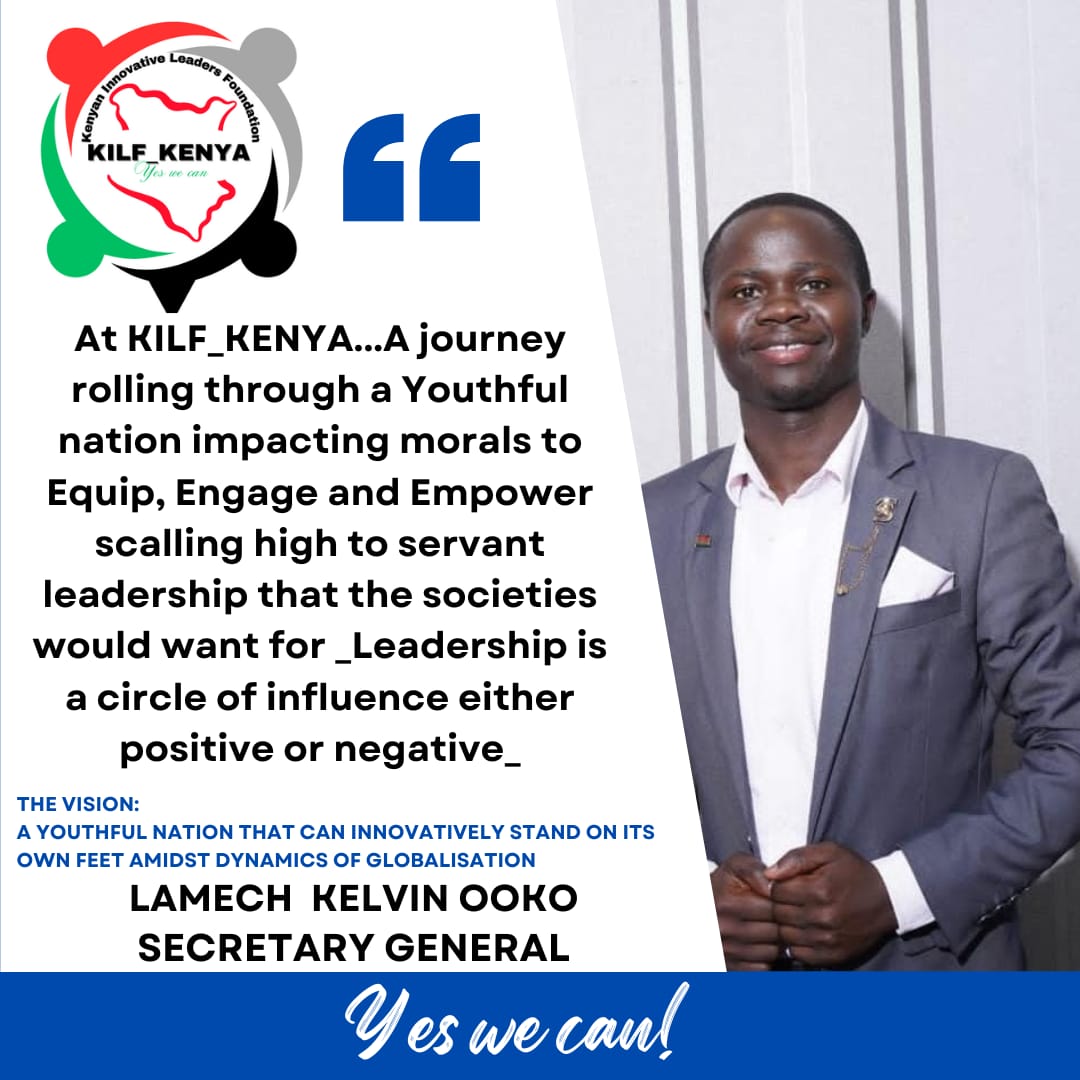 Kenyan Innovative Leaders Foundation
KILF_KENYA
Yes we can
At KILF_KENYA...A journey
rolling through a Youthful
nation impacting morals to
Equip, Engage and Empower
scalling high to servant
leadership that the societies
would want for _Leadership is
a circle of influence either
positive or negative_
THE VISION:
A YOUTHFUL NATION THAT CAN INNOVATIVELY STAND ON ITS
OWN FEET AMIDST DYNAMICS OF GLOBALISATION
LAMECH KELVIN OOKO
SECRETARY GENERAL
Yes we can!